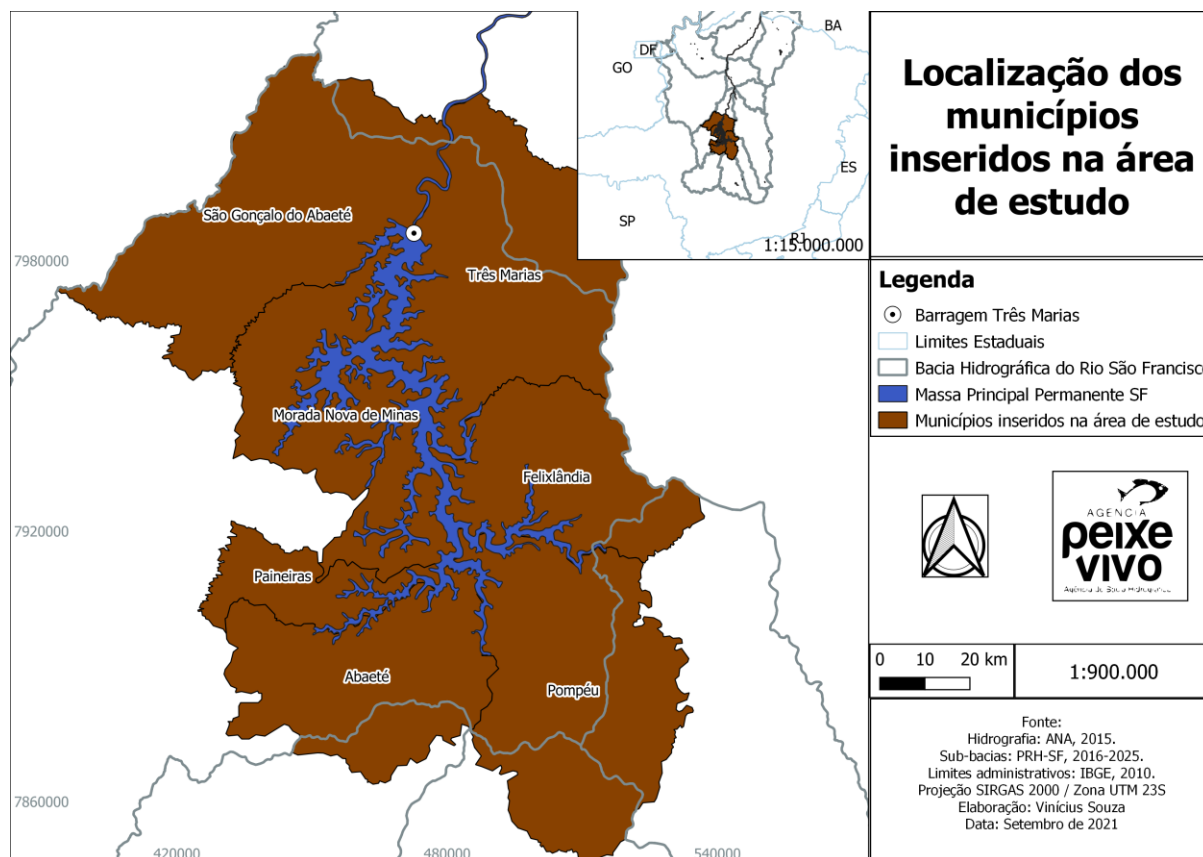 Localização dos
municípios
inseridos na área
de estudo
BA
DF
GO
ES
SP
RJ
1:15.000.000
São Gonçalo do Abaeté
Três Marias
Morada Nova de Minas
Felixlândia
Paineiras
Abaeté
Pompéu
7980000
7920000
7860000
420000
480000
540000
Legenda
Barragem Três Marias
Limites Estaduais
Bacia Hidrográfica do Rio São Francisco
Massa Principal Permanente SF
Municípios inseridos na área de estudo
AGÊNCIA
peixe
VIVO
Agência de Bacia Hidrográfica
0 10 20 km
1:900.000
Fonte:
Hidrografia: ANA, 2015.
Sub-bacias: PRH-SF, 2016-2025.
Limites administrativos: IBGE, 2010.
Projeção SIRGAS 2000 / Zona UTM 23S
Elaboração: Vinícius Souza
Data: Setembro de 2021